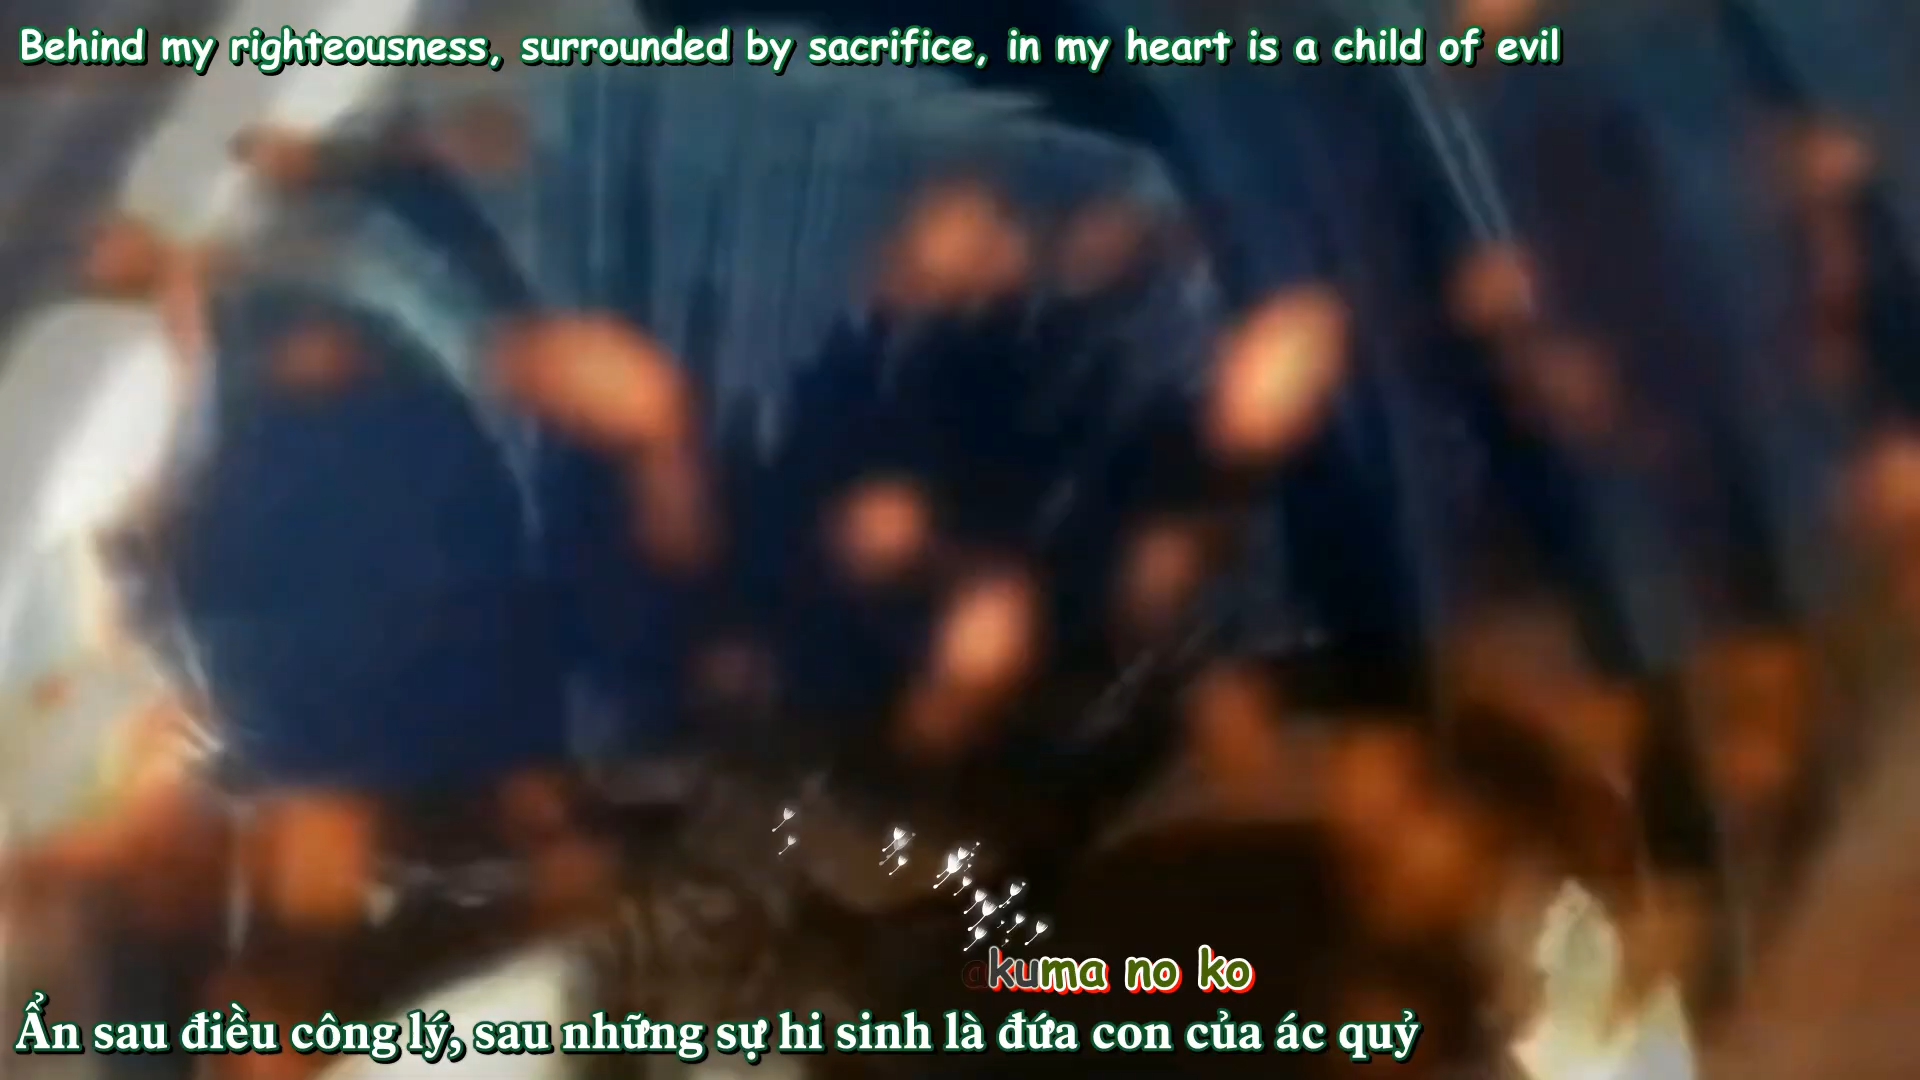 Behind my righteousness, surrounded by sacrifice, in my heart is a child of evil
akuma no ko
Ẩn sau điều công lý, sau những sự hi sinh là đứa con của ác quỷ